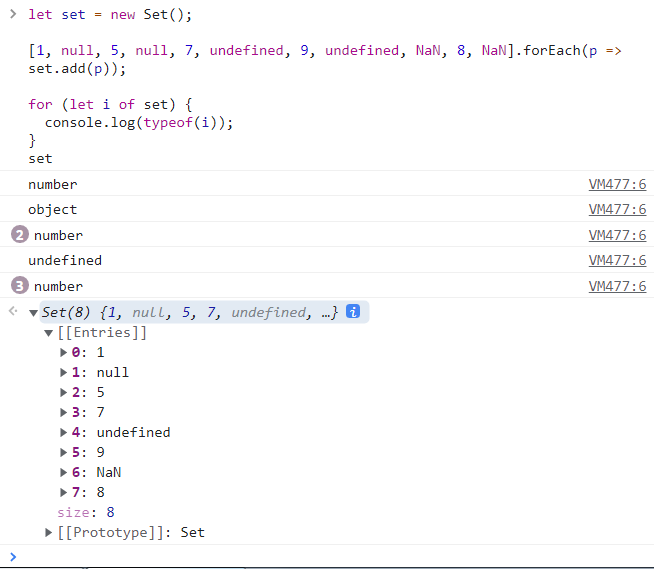 > let set = new Set();
[1, null, 5, null, 7, undefined, 9, undefined, NaN, 8, NaN].forEach(p =>
set.add(p));
for (let i of set) {
  console.log(typeof(i));
}
set
number VM477:6
object VM477:6
2 number VM477:6
undefined VM477:6
3 number VM477:6
Set(8) {1, null, 5, 7, undefined, …} i
[[Entries]]
0: 1
1: null
2: 5
3: 7
4: undefined
5: 9
6: NaN
7: 8
size: 8
[[Prototype]]: Set
>